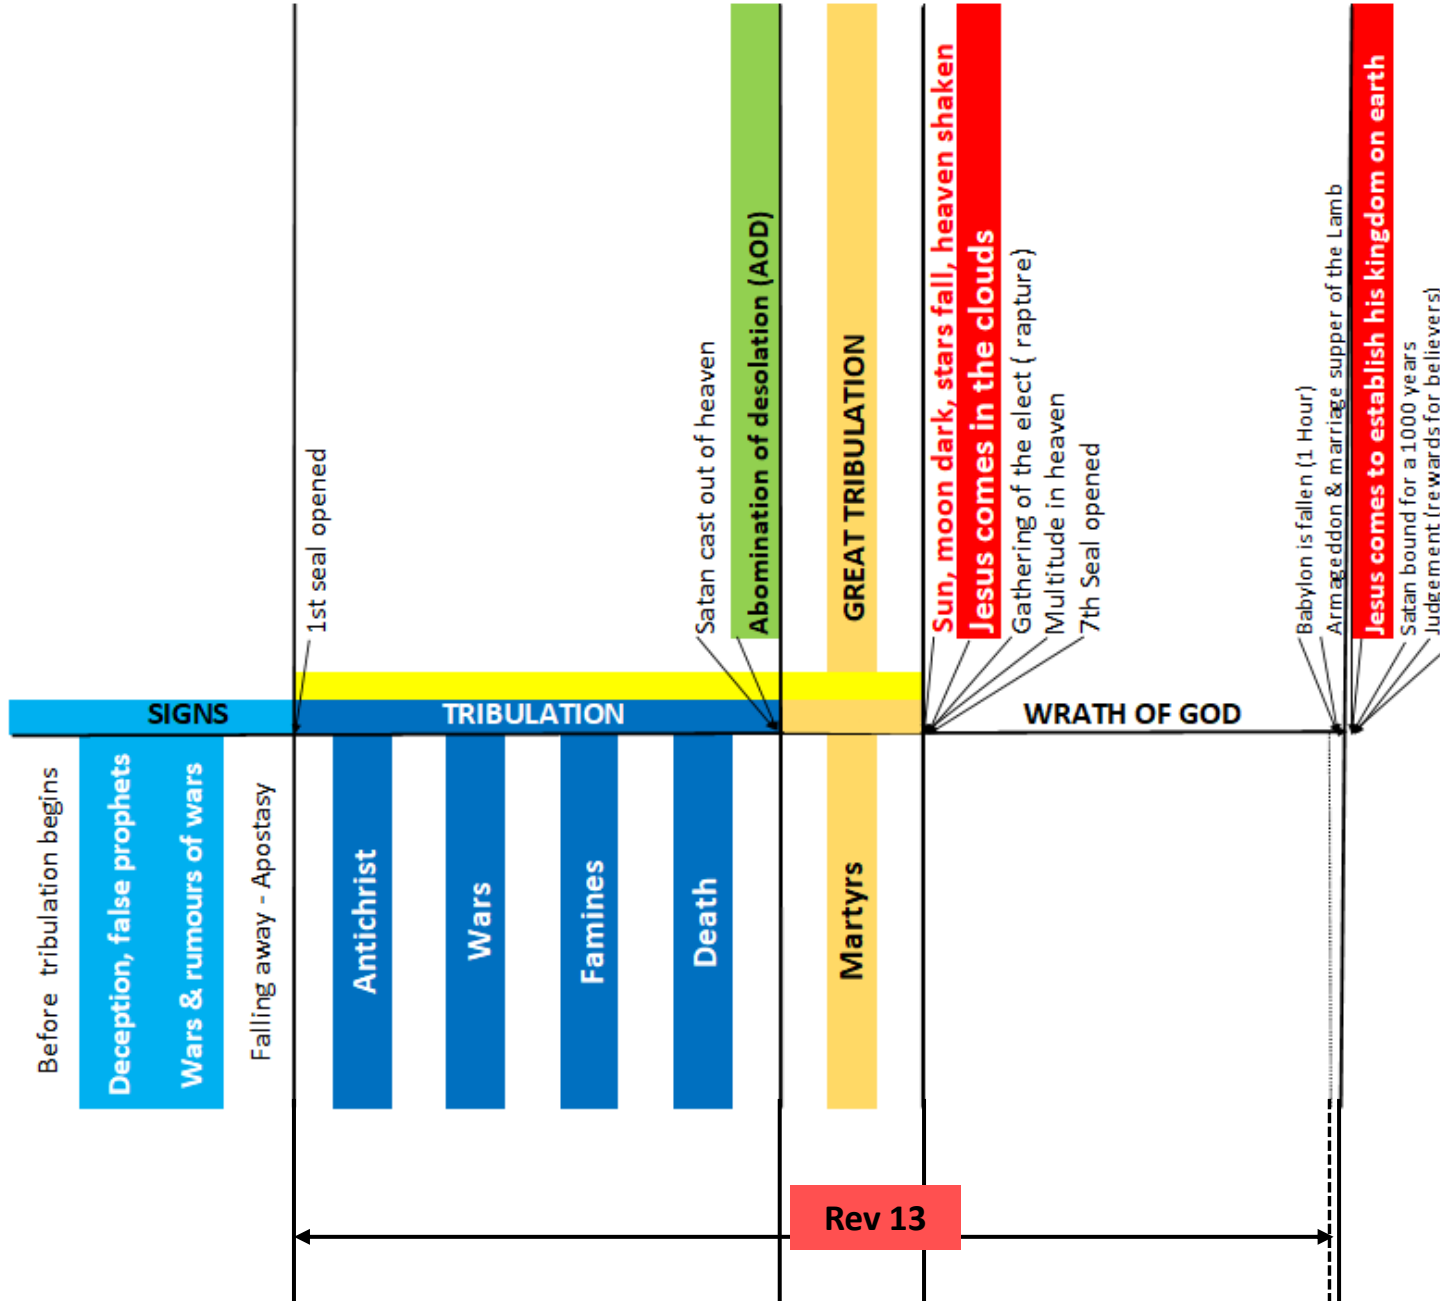 1st seal opened
Satan cast out of heaven
Abomination of desolation (AOD)
GREAT TRIBULATION
Sun, moon dark, stars fall, heaven shaken
Jesus comes in the clouds
Gathering of the elect ( rapture)
Multitude in heaven
7th Seal opened
Babylon is fallen (1 Hour)
Armageddon & marriage supper of the Lamb
Jesus comes to establish his kingdom on earth
Satan bound for a 1000 years
Judgement (rewards for believers)
SIGNS
TRIBULATION
WRATH OF GOD
Before tribulation begins
Deception, false prophets
Wars & rumours of wars
Falling away - Apostasy
Antichrist
Wars
Famines
Death
Martyrs
Rev 13